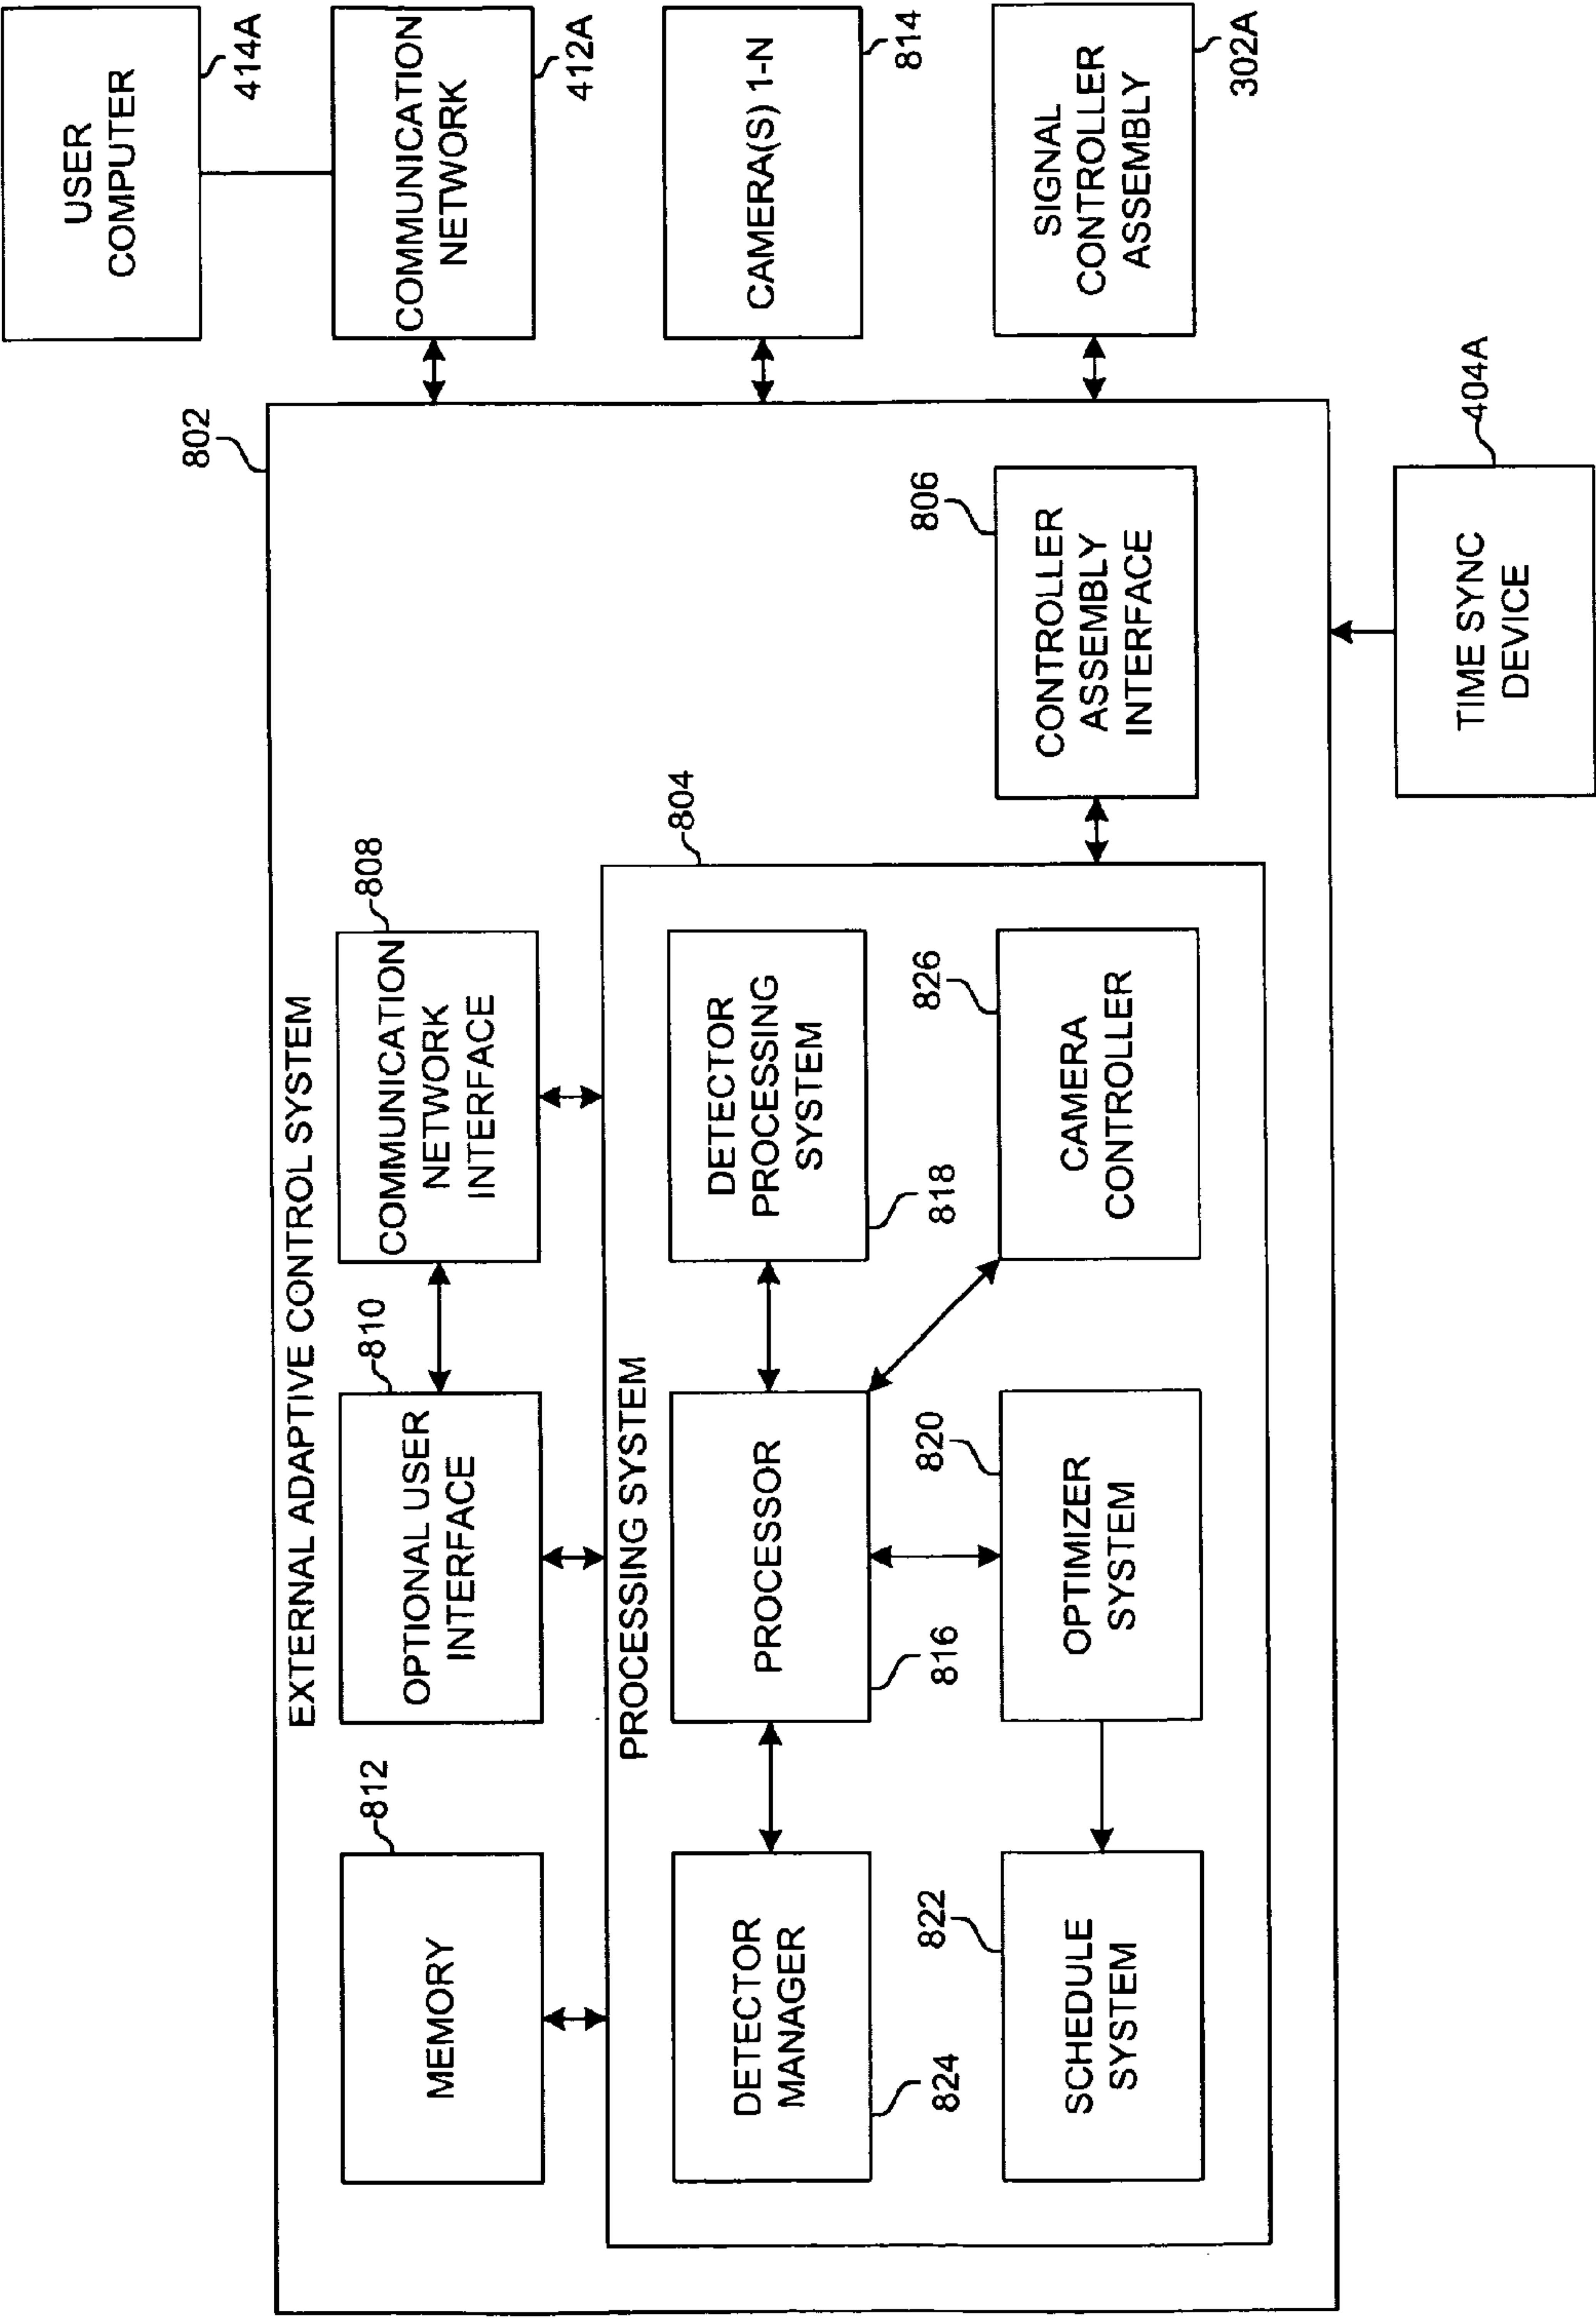 USER
COMPUTER
414A
COMMUNICATION
NETWORK
412A
CAMERA(S) 1-N
814
SIGNAL
CONTROLLER
ASSEMBLY
302A
802
EXTERNAL ADAPTIVE CONTROL SYSTEM
MEMORY
812
OPTIONAL USER
INTERFACE
810
COMMUNICATION
NETWORK
INTERFACE
808
PROCESSING SYSTEM
804
DETECTOR
MANAGER
824
PROCESSOR
816
DETECTOR
PROCESSING
SYSTEM
818
SCHEDULE
SYSTEM
822
OPTIMIZER
SYSTEM
820
CAMERA
CONTROLLER
826
CONTROLLER
ASSEMBLY
INTERFACE
806
TIME SYNC
DEVICE
404A